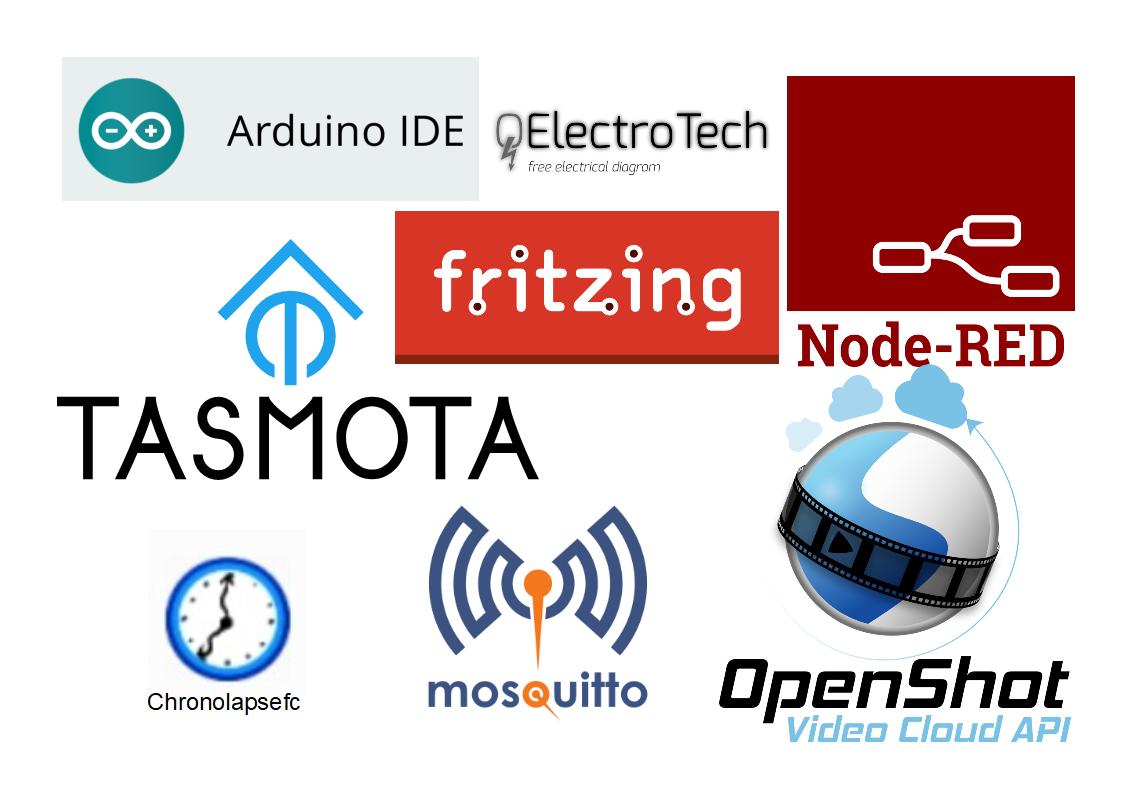 Arduino IDE
QElectroTech
free electrical diagram
fritzing
Node-RED
TASMOTA
Chronolapsefc
mosquitto
OpenShot
Video Cloud API